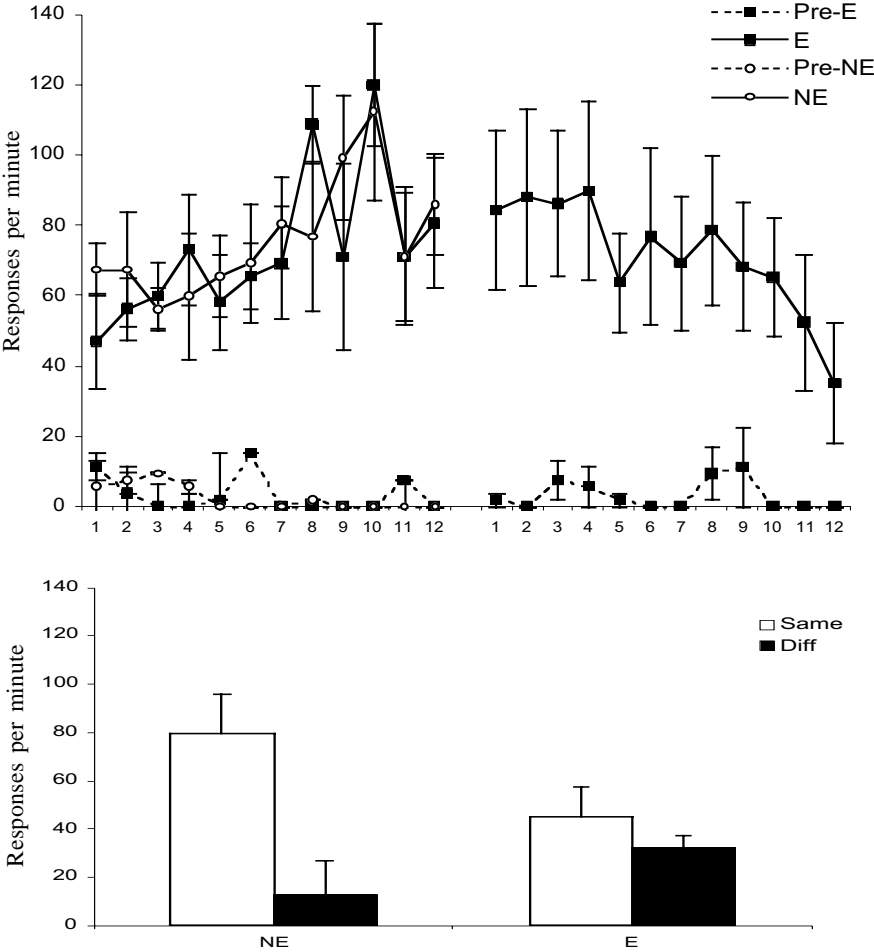 140
120
100
80
60
40
20
0
Responses per minute
Pre-E
E
Pre-NE
NE
1 2 3 4 5 6 7 8 9 10 11 12 1 2 3 4 5 6 7 8 9 10 11 12
140
120
100
80
60
40
20
0
Responses per minute
Same
Diff
NE E